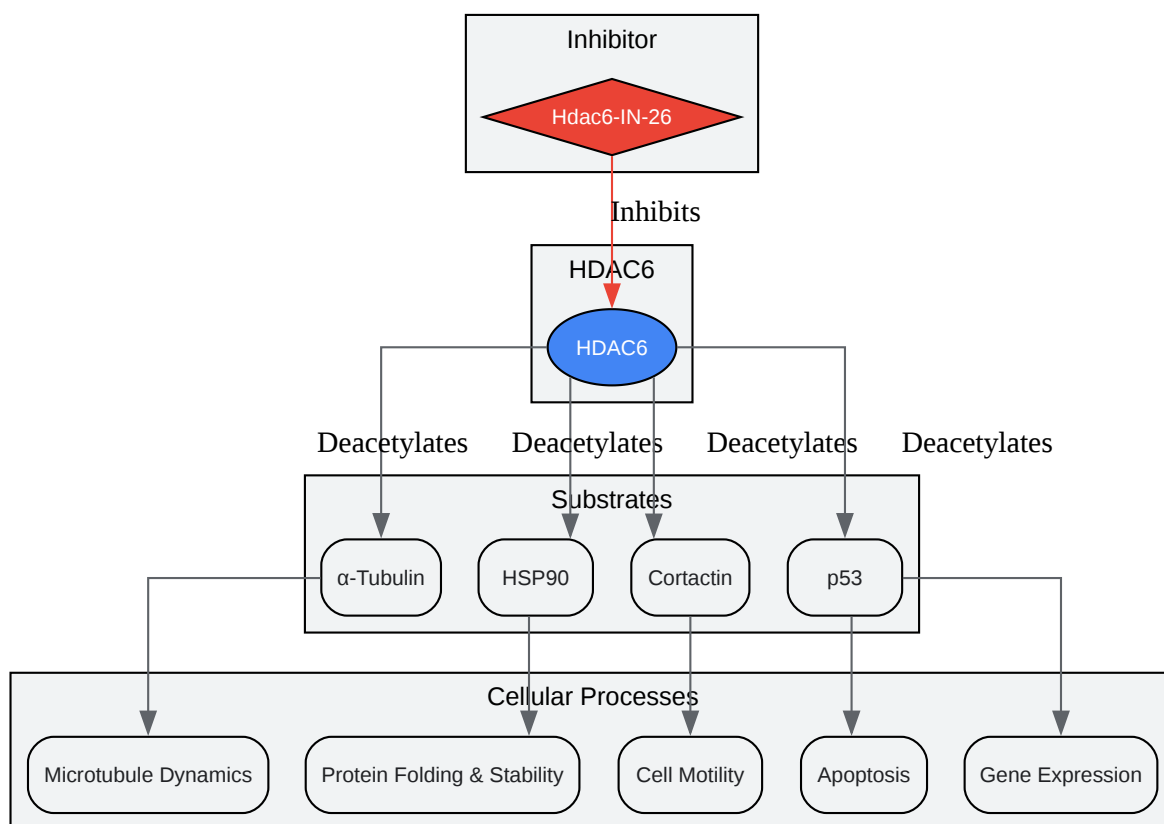 Inhibitor
Hdac6-IN-26
Inhibits
HDAC6
HDAC6
Deacetylates
Deacetylates
Deacetylates
Deacetylates
Substrates
α-Tubulin
HSP90
Cortactin
p53
Cellular Processes
Microtubule Dynamics
Protein Folding & Stability
Cell Motility
Apoptosis
Gene Expression